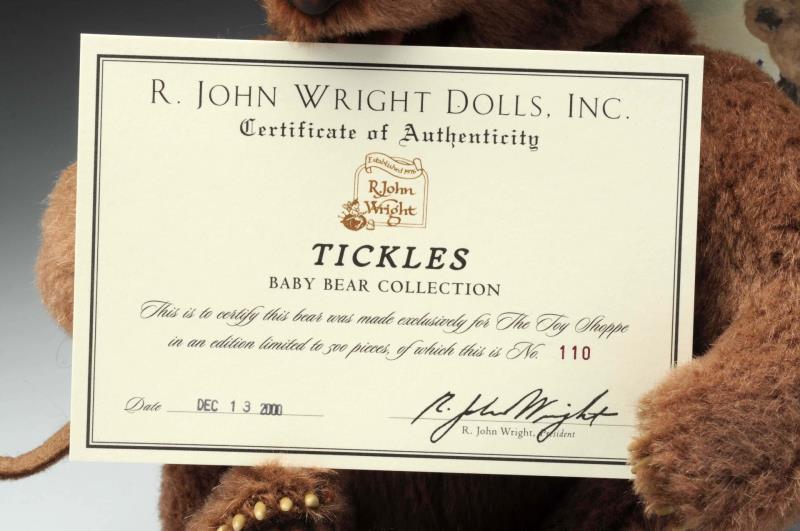 R. JOHN WRIGHT DOLLS, INC.
Certificate of Authenticity
Established 1976
R. John
Wright
TICKLES
BABY BEAR COLLECTION
This is to certify this bear was made exclusively for The Toy Shoppe
in an edition limited to 500 pieces, of which this is No. 110
Date DEC 13 2000
R. John Wright
R. John Wright, President